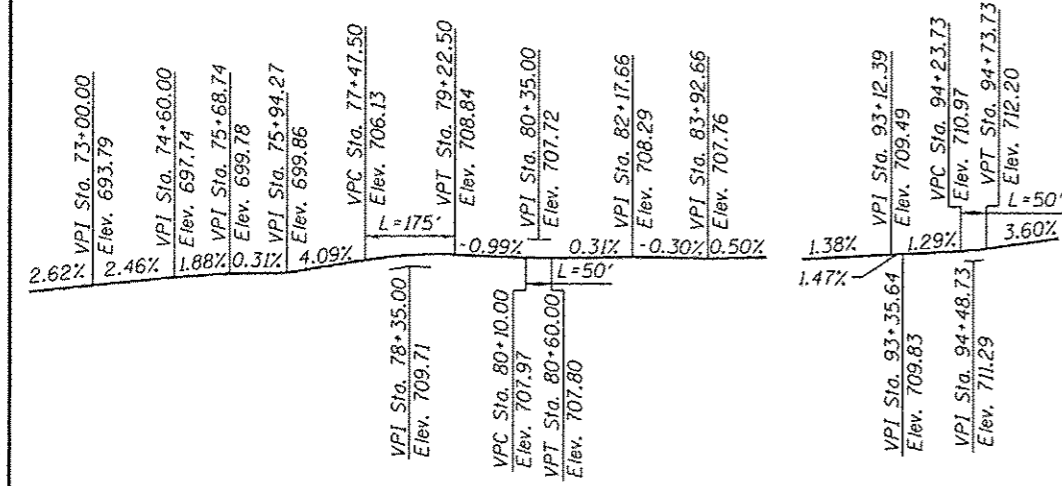 VPI Sta. 73+00.00
Elev. 693.79
VPI Sta. 74+60.00
Elev. 697.74
VPI Sta. 75+68.74
Elev. 699.78
VPI Sta. 75+94.27
Elev. 699.86
VPC Sta. 77+47.50
Elev. 706.13
VPT Sta. 79+22.50
Elev. 708.84
VPI Sta. 80+35.00
Elev. 707.72
VPI Sta. 82+17.66
Elev. 708.29
VPI Sta. 83+92.66
Elev. 707.76
VPI Sta. 93+12.39
Elev. 709.49
VPC Sta. 94+23.73
Elev. 710.97
VPT Sta. 94+73.73
Elev. 712.20
L=175'
L=50'
2.62% 2.46% 1.88% 0.31% 4.09% -0.99% 0.31% -0.30% 0.50% 1.38% 1.29% 3.60%
L=50'
1.47%
VPI Sta. 78+35.00
Elev. 709.71
VPC Sta. 80+10.00
Elev. 707.97
VPT Sta. 80+60.00
Elev. 707.80
VPI Sta. 93+35.64
Elev. 709.83
VPI Sta. 94+48.73
Elev. 711.29